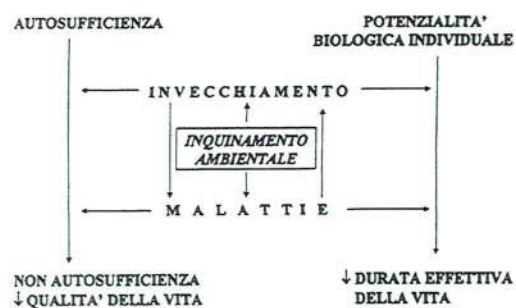 AUTOSUFFICIENZA
POTENZIALITA'
BIOLOGICA INDIVIDUALE
INVECCHIAMENTO
INQUINAMENTO
AMBIENTALE
MALATTIE
NON AUTOSUFFICIENZA
↓ QUALITA' DELLA VITA
↓ DURATA EFFETTIVA
DELLA VITA